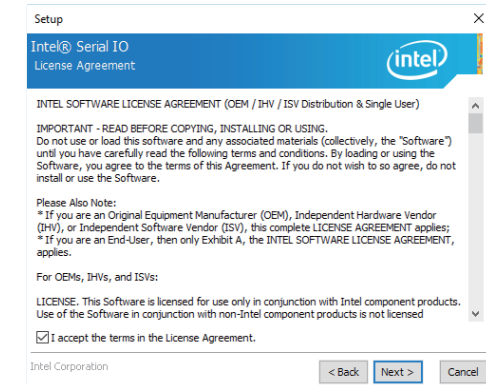 Setup
Intel® Serial IO
License Agreement
intel
INTEL SOFTWARE LICENSE AGREEMENT (OEM / IHV / ISV Distribution & Single User)
IMPORTANT - READ BEFORE COPYING, INSTALLING OR USING.
Do not use or load this software and any associated materials (collectively, the "Software")
until you have carefully read the following terms and conditions. By loading or using the
Software, you agree to the terms of this Agreement. If you do not wish to so agree, do not
install or use the Software.
Please Also Note:
* If you are an Original Equipment Manufacturer (OEM), Independent Hardware Vendor
(IHV), or Independent Software Vendor (ISV), this complete LICENSE AGREEMENT applies;
* If you are an End-User, then only Exhibit A, the INTEL SOFTWARE LICENSE AGREEMENT,
applies.
For OEMs, IHVs, and ISVs:
LICENSE. This Software is licensed for use only in conjunction with Intel component products.
Use of the Software in conjunction with non-Intel component products is not licensed
I accept the terms in the License Agreement.
Intel Corporation
< Back
Next >
Cancel